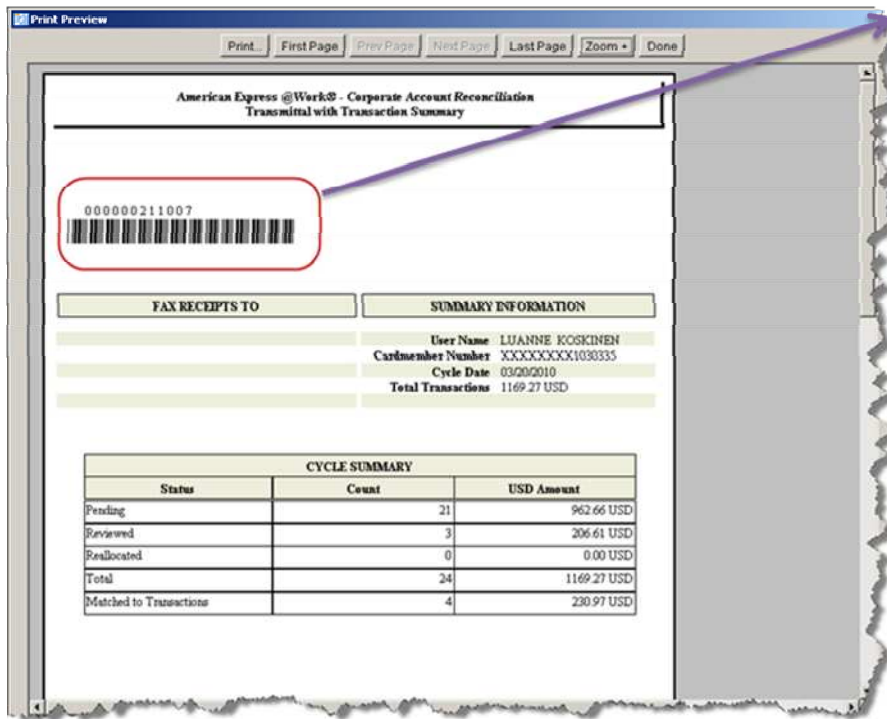 Print Preview
Print... First Page Prev Page Next Page Last Page Zoom Done
American Express @Work® - Corporate Account Reconciliation
Transmittal with Transaction Summary
000000211007
FAX RECEIPTS TO SUMMARY INFORMATION
User Name LUANNE KOSKINEN
Cardmember Number XXXXXXXX1030335
Cycle Date 03/20/2010
Total Transactions 1169.27 USD
CYCLE SUMMARY
Status Count USD Amount
Pending 21 962.66 USD
Reviewed 3 206.61 USD
Reallocated 0 0.00 USD
Total 24 1169.27 USD
Matched to Transactions 4 230.97 USD